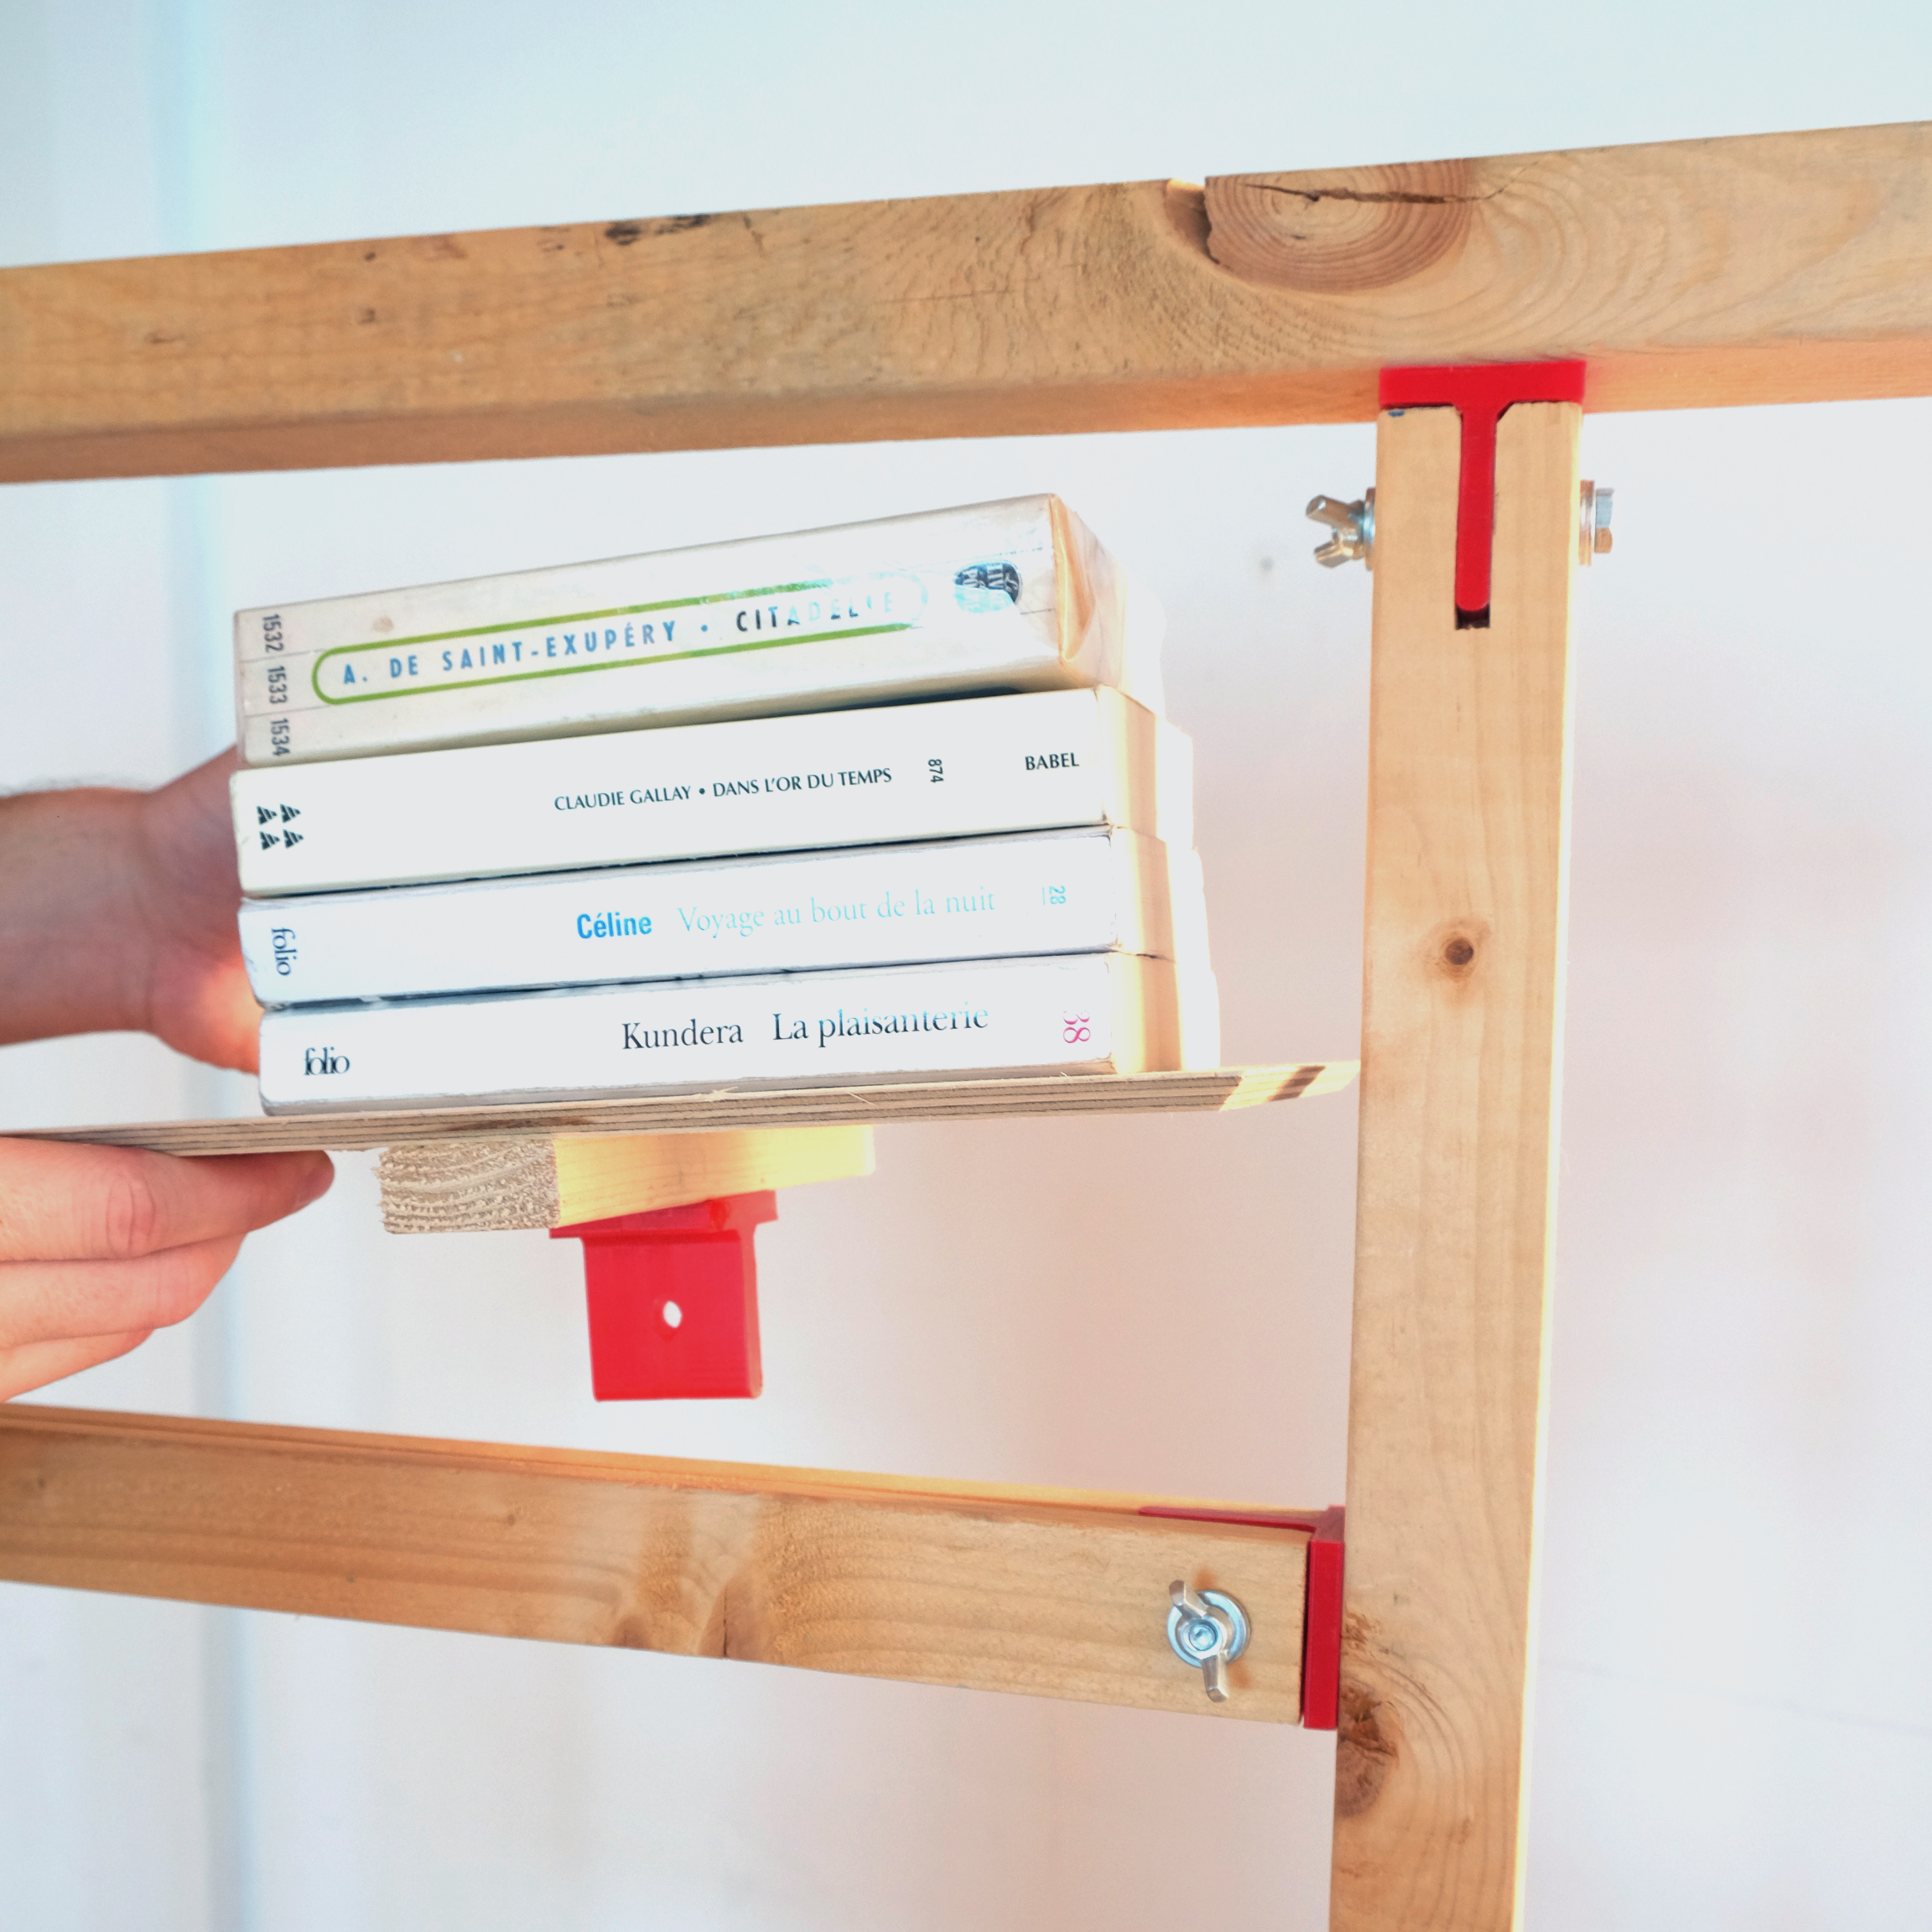 1532 1533 1534
A. DE SAINT-EXUPÉRY • CITADELLE
CLAUDIE GALLAY • DANS L'OR DU TEMPS 874 BABEL
folio Céline Voyage au bout de la nuit 28
folio Kundera La plaisanterie